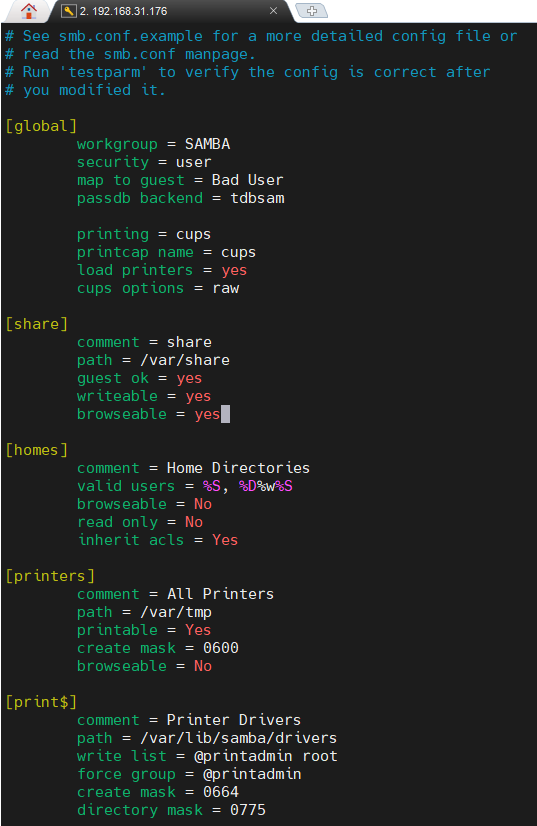 2. 192.168.31.176
# See smb.conf.example for a more detailed config file or
# read the smb.conf manpage.
# Run 'testparm' to verify the config is correct after
# you modified it.
[global]
workgroup = SAMBA
security = user
map to guest = Bad User
passdb backend = tdbsam
printing = cups
printcap name = cups
load printers = yes
cups options = raw
[share]
comment = share
path = /var/share
guest ok = yes
writeable = yes
browseable = yes
[homes]
comment = Home Directories
valid users = %S, %D%w%S
browseable = No
read only = No
inherit acls = Yes
[printers]
comment = All Printers
path = /var/tmp
printable = Yes
create mask = 0600
browseable = No
[print$]
comment = Printer Drivers
path = /var/lib/samba/drivers
write list = @printadmin root
force group = @printadmin
create mask = 0664
directory mask = 0775